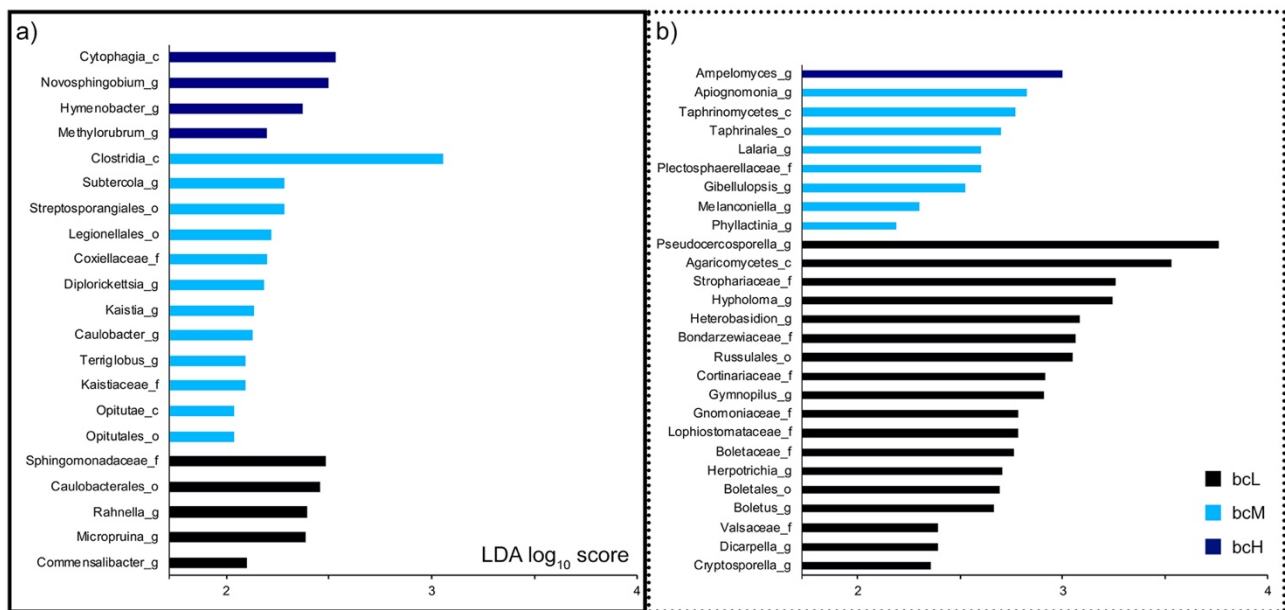 a)
Cytophagia_c
Novosphingobium_g
Hymenobacter_g
Methylorubrum_g
Clostridia_c
Subtercola_g
Streptosporangiales_o
Legionellales_o
Coxiellaceae_f
Diplorickettsia_g
Kaistia_g
Caulobacter_g
Terriglobus_g
Kaistiaceae_f
Opitutae_c
Opitutales_o
Sphingomonadaceae_f
Caulobacterales_o
Rahnella_g
Micropruina_g
Commensalibacter_g
LDA log10 score
2 3 4
b)
Ampelomyces_g
Apiognomonia_g
Taphrinomycetes_c
Taphrinales_o
Lalaria_g
Plectosphaerellaceae_f
Gibellulopsis_g
Melanconiella_g
Phyllactinia_g
Pseudocercosporella_g
Agaricomycetes_c
Strophariaceae_f
Hypholoma_g
Heterobasidion_g
Bondarzewiaceae_f
Russulales_o
Cortinariaceae_f
Gymnopilus_g
Gnomoniaceae_f
Lophiostomataceae_f
Boletaceae_f
Herpotrichia_g
Boletales_o
Boletus_g
Valsaceae_f
Dicarpella_g
Cryptosporella_g
bcL
bcM
bcH
2 3 4